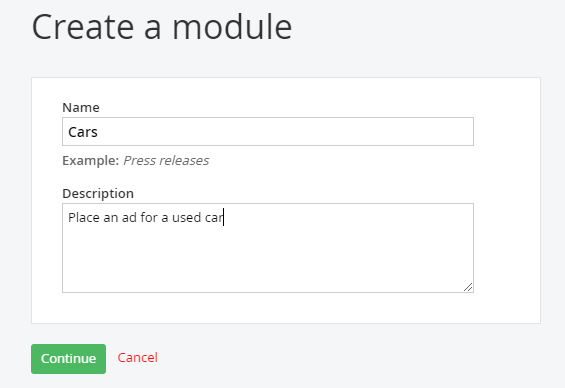 Create a module
Name
Cars
Example: Press releases
Description
Place an ad for a used car
Continue Cancel